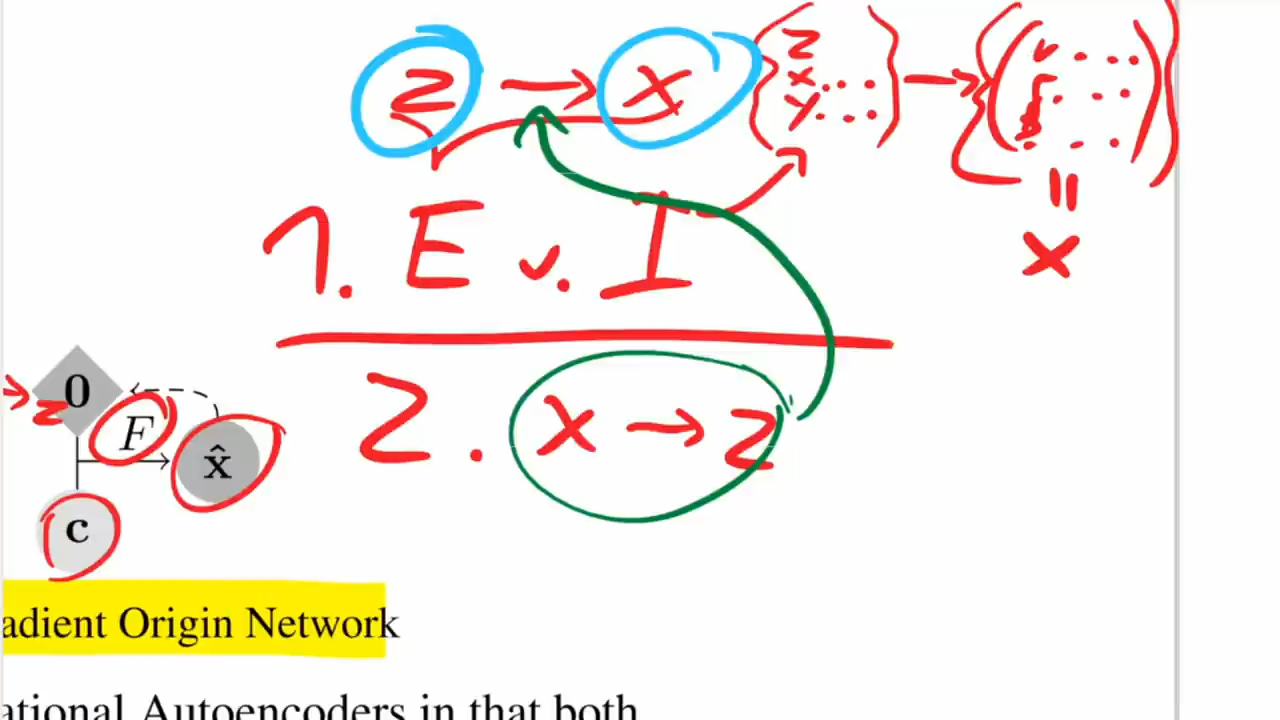 z → x { z
x ...
y ... } → { ( r . . .
g . . .
b . . . ) }
= x
1. E v. I
2. x → z
0
z
F
x̂
c
adient Origin Network
ational Autoencoders in that both